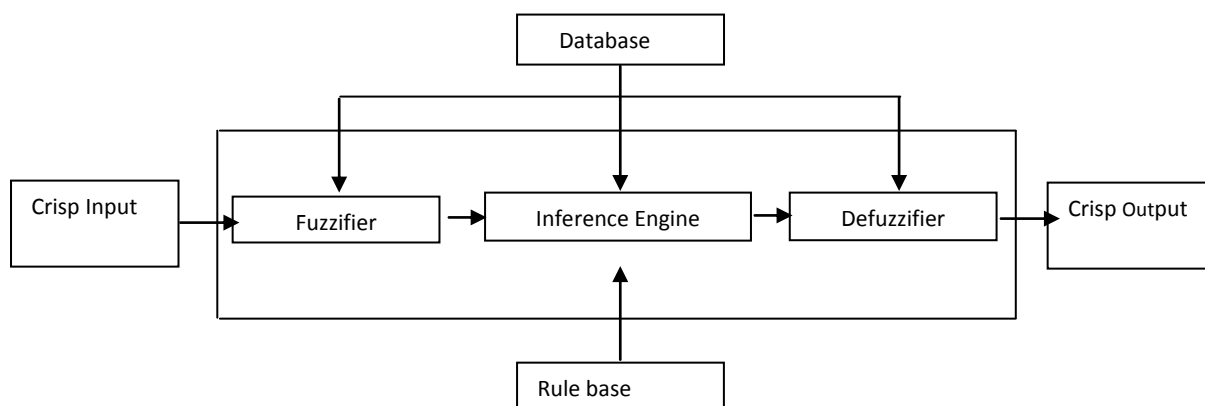 Database
Crisp Input
Fuzzifier
Inference Engine
Defuzzifier
Crisp Output
Rule base